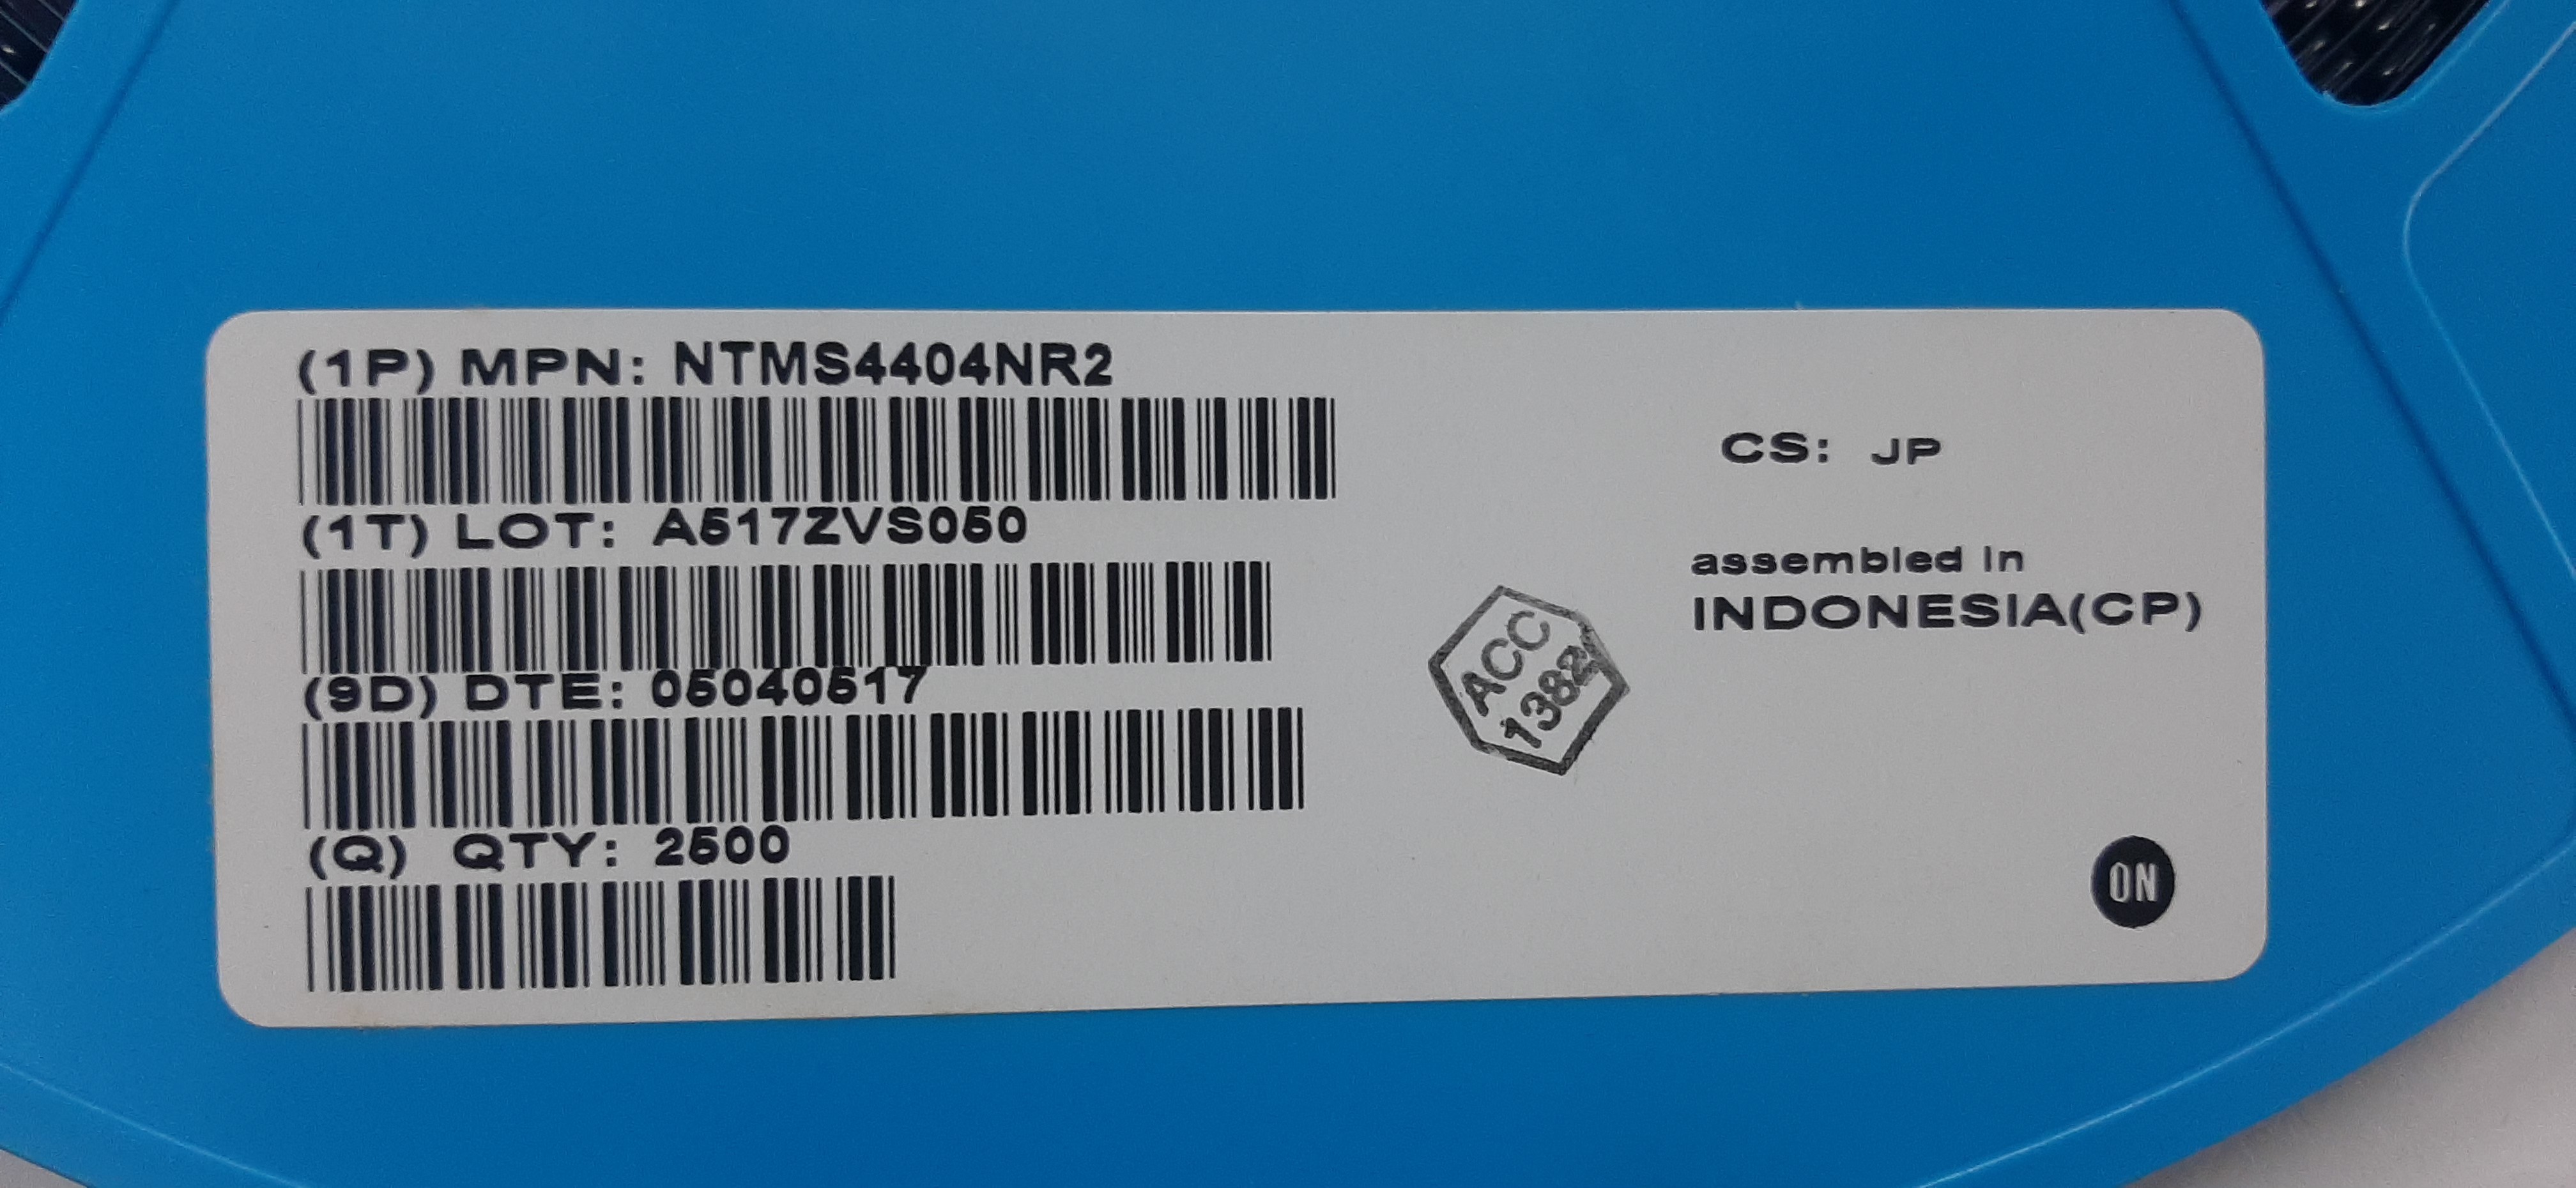 (1P) MPN: NTMS4404NR2
(1T) LOT: A517ZVS050
(9D) DTE: 05040517
(Q) QTY: 2500
CS: JP
assembled in
INDONESIA(CP)
ACC
1382
ON